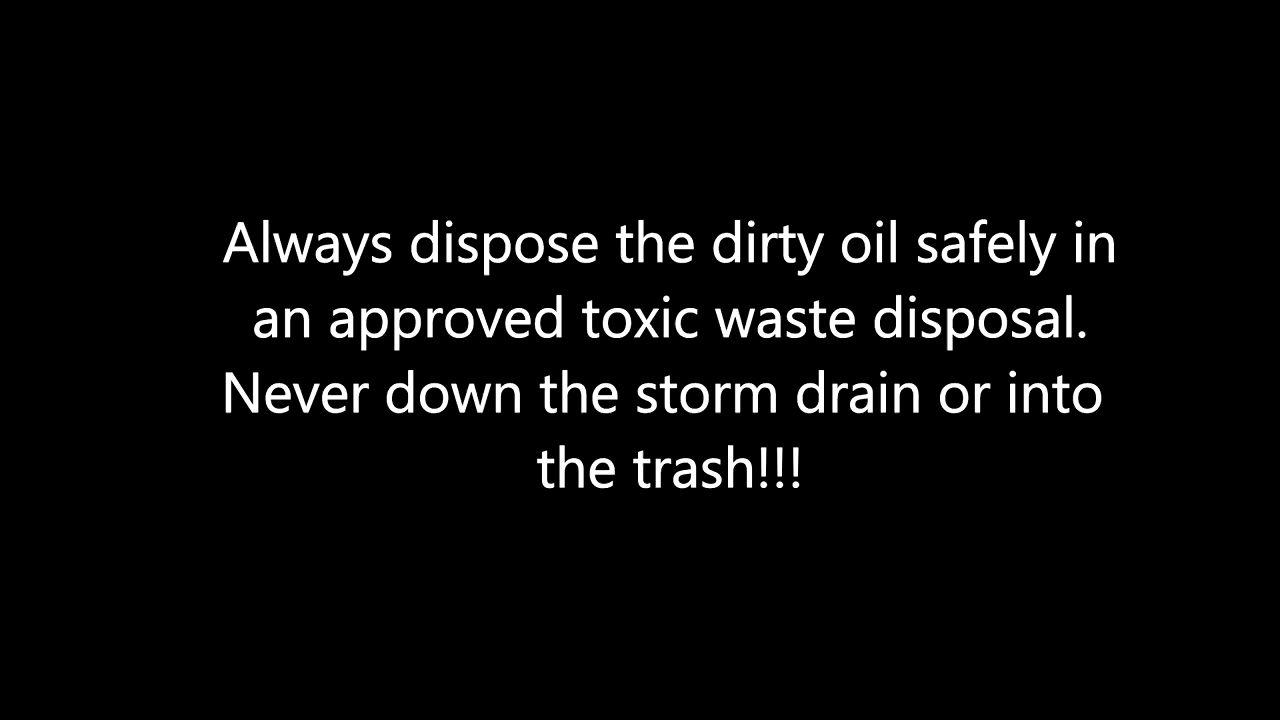 Always dispose the dirty oil safely in
an approved toxic waste disposal.
Never down the storm drain or into
the trash!!!